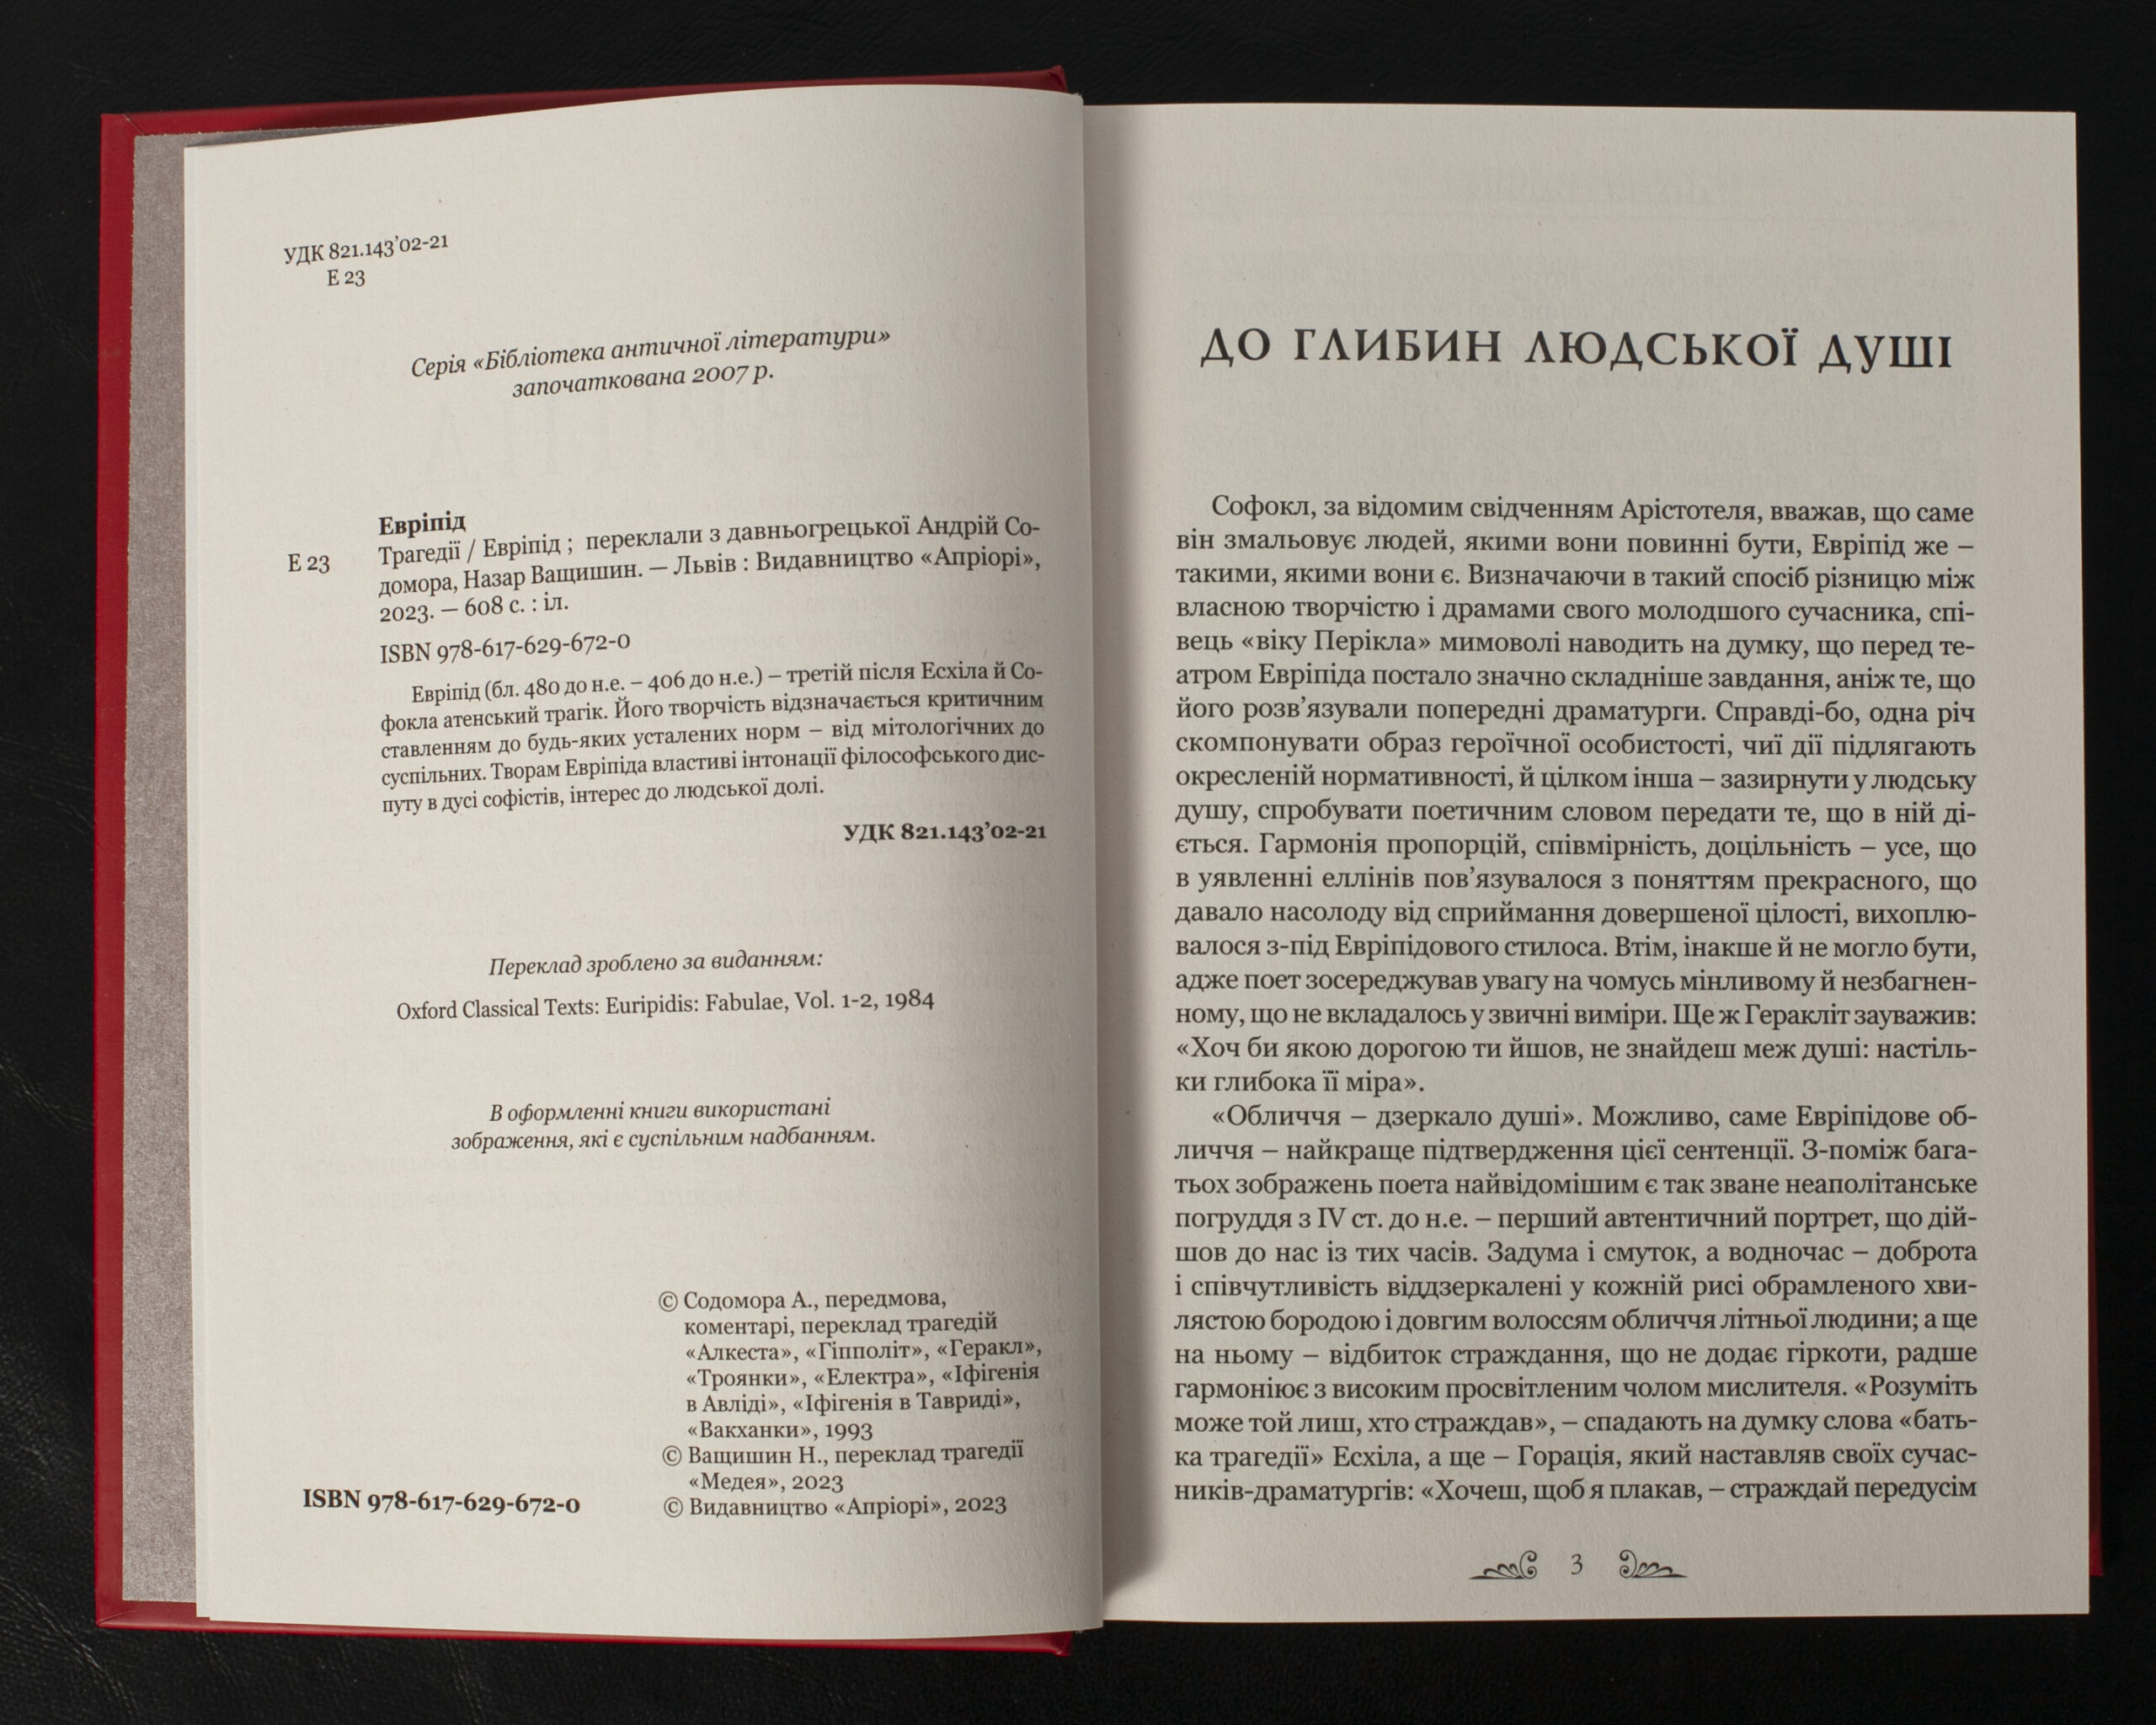 УДК 821.143’02-21
Е 23
Серія «Бібліотека античної літератури»
започаткована 2007 р.
Евріпід
Е 23
Трагедії / Евріпід ; переклали з давньогрецької Андрій Со-
домора, Назар Ващишин. — Львів : Видавництво «Апріорі»,
2023. — 608 с. : іл.
ISBN 978-617-629-672-0
Евріпід (бл. 480 до н.е. – 406 до н.е.) – третій після Есхіла й Со-
фокла атенський трагік. Його творчість відзначається критичним
ставленням до будь-яких усталених норм – від мітологічних до
суспільних. Творам Евріпіда властиві інтонації філософського дис-
путу в дусі софістів, інтерес до людської долі.
УДК 821.143’02-21
Переклад зроблено за виданням:
Oxford Classical Texts: Euripidis: Fabulae, Vol. 1-2, 1984
В оформленні книги використані
зображення, які є суспільним надбанням.
© Содомора А., передмова,
коментарі, переклад трагедій
«Алкеста», «Гіпполіт», «Геракл»,
«Троянки», «Електра», «Іфігенія
в Авліді», «Іфігенія в Тавриді»,
«Вакханки», 1993
© Ващишин Н., переклад трагедії
«Медея», 2023
© Видавництво «Апріорі», 2023
ISBN 978-617-629-672-0
ДО ГЛИБИН ЛЮДСЬКОЇ ДУШІ
Софокл, за відомим свідченням Арістотеля, вважав, що саме
він змальовує людей, якими вони повинні бути, Евріпід же –
такими, якими вони є. Визначаючи в такий спосіб різницю між
власною творчістю і драмами свого молодшого сучасника, спі-
вець «віку Перікла» мимоволі наводить на думку, що перед те-
атром Евріпіда постало значно складніше завдання, аніж те, що
його розв’язували попередні драматурги. Справді-бо, одна річ
скомпонувати образ героїчної особистості, чиї дії підлягають
окресленій нормативності, й цілком інша – зазирнути у людську
душу, спробувати поетичним словом передати те, що в ній ді-
ється. Гармонія пропорцій, співмірність, доцільність – усе, що
в уявленні еллінів пов’язувалося з поняттям прекрасного, що
давало насолоду від сприймання довершеної цілості, вихоплю-
валося з-під Евріпідового стилоса. Втім, інакше й не могло бути,
адже поет зосереджував увагу на чомусь мінливому й незбагнен-
ному, що не вкладалось у звичні виміри. Ще ж Геракліт зауважив:
«Хоч би якою дорогою ти йшов, не знайдеш меж душі: настіль-
ки глибока її міра».
«Обличчя – дзеркало душі». Можливо, саме Евріпідове об-
личчя – найкраще підтвердження цієї сентенції. З-поміж бага-
тьох зображень поета найвідомішим є так зване неаполітанське
погруддя з IV ст. до н.е. – перший автентичний портрет, що дій-
шов до нас із тих часів. Задума і смуток, а водночас – доброта
і співчутливість віддзеркалені у кожній рисі обрамленого хви-
лястою бородою і довгим волоссям обличчя літньої людини; а ще
на ньому – відбиток страждання, що не додає гіркоти, радше
гармоніює з високим просвітленим чолом мислителя. «Розуміть
може той лиш, хто страждав», – спадають на думку слова «бать-
ка трагедії» Есхіла, а ще – Горація, який наставляв своїх сучас-
ників-драматургів: «Хочеш, щоб я плакав, – страждай передусім
3